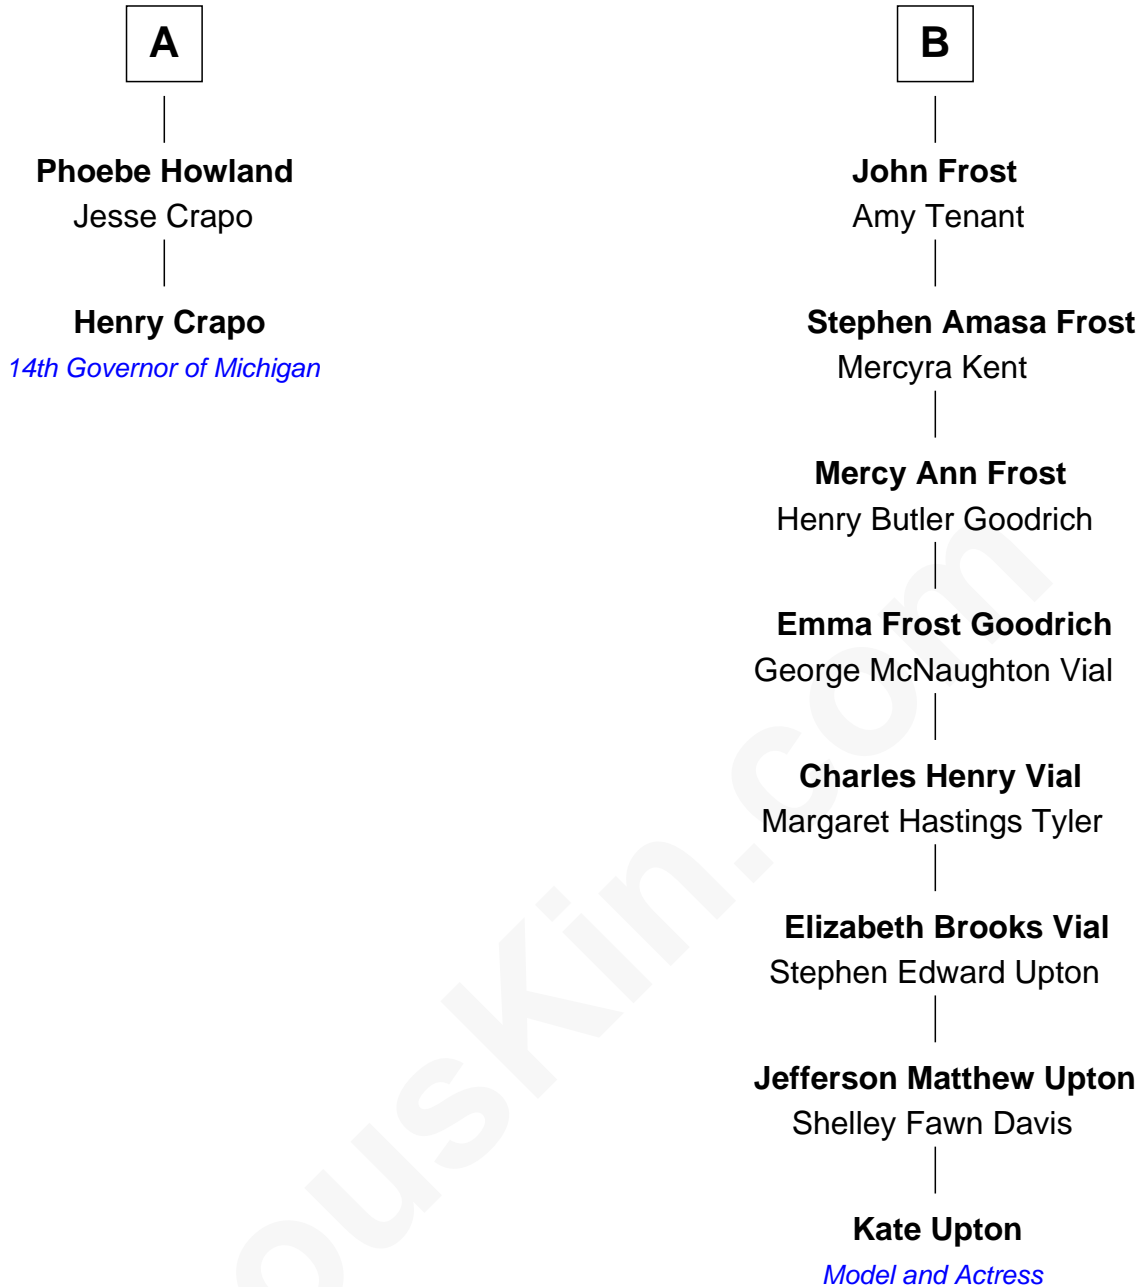 A
Phoebe Howland
Jesse Crapo
Henry Crapo
14th Governor of Michigan
B
John Frost
Amy Tenant
Stephen Amasa Frost
Mercyra Kent
Mercy Ann Frost
Henry Butler Goodrich
Emma Frost Goodrich
George McNaughton Vial
Charles Henry Vial
Margaret Hastings Tyler
Elizabeth Brooks Vial
Stephen Edward Upton
Jefferson Matthew Upton
Shelley Fawn Davis
Kate Upton
Model and Actress
ousKin.com